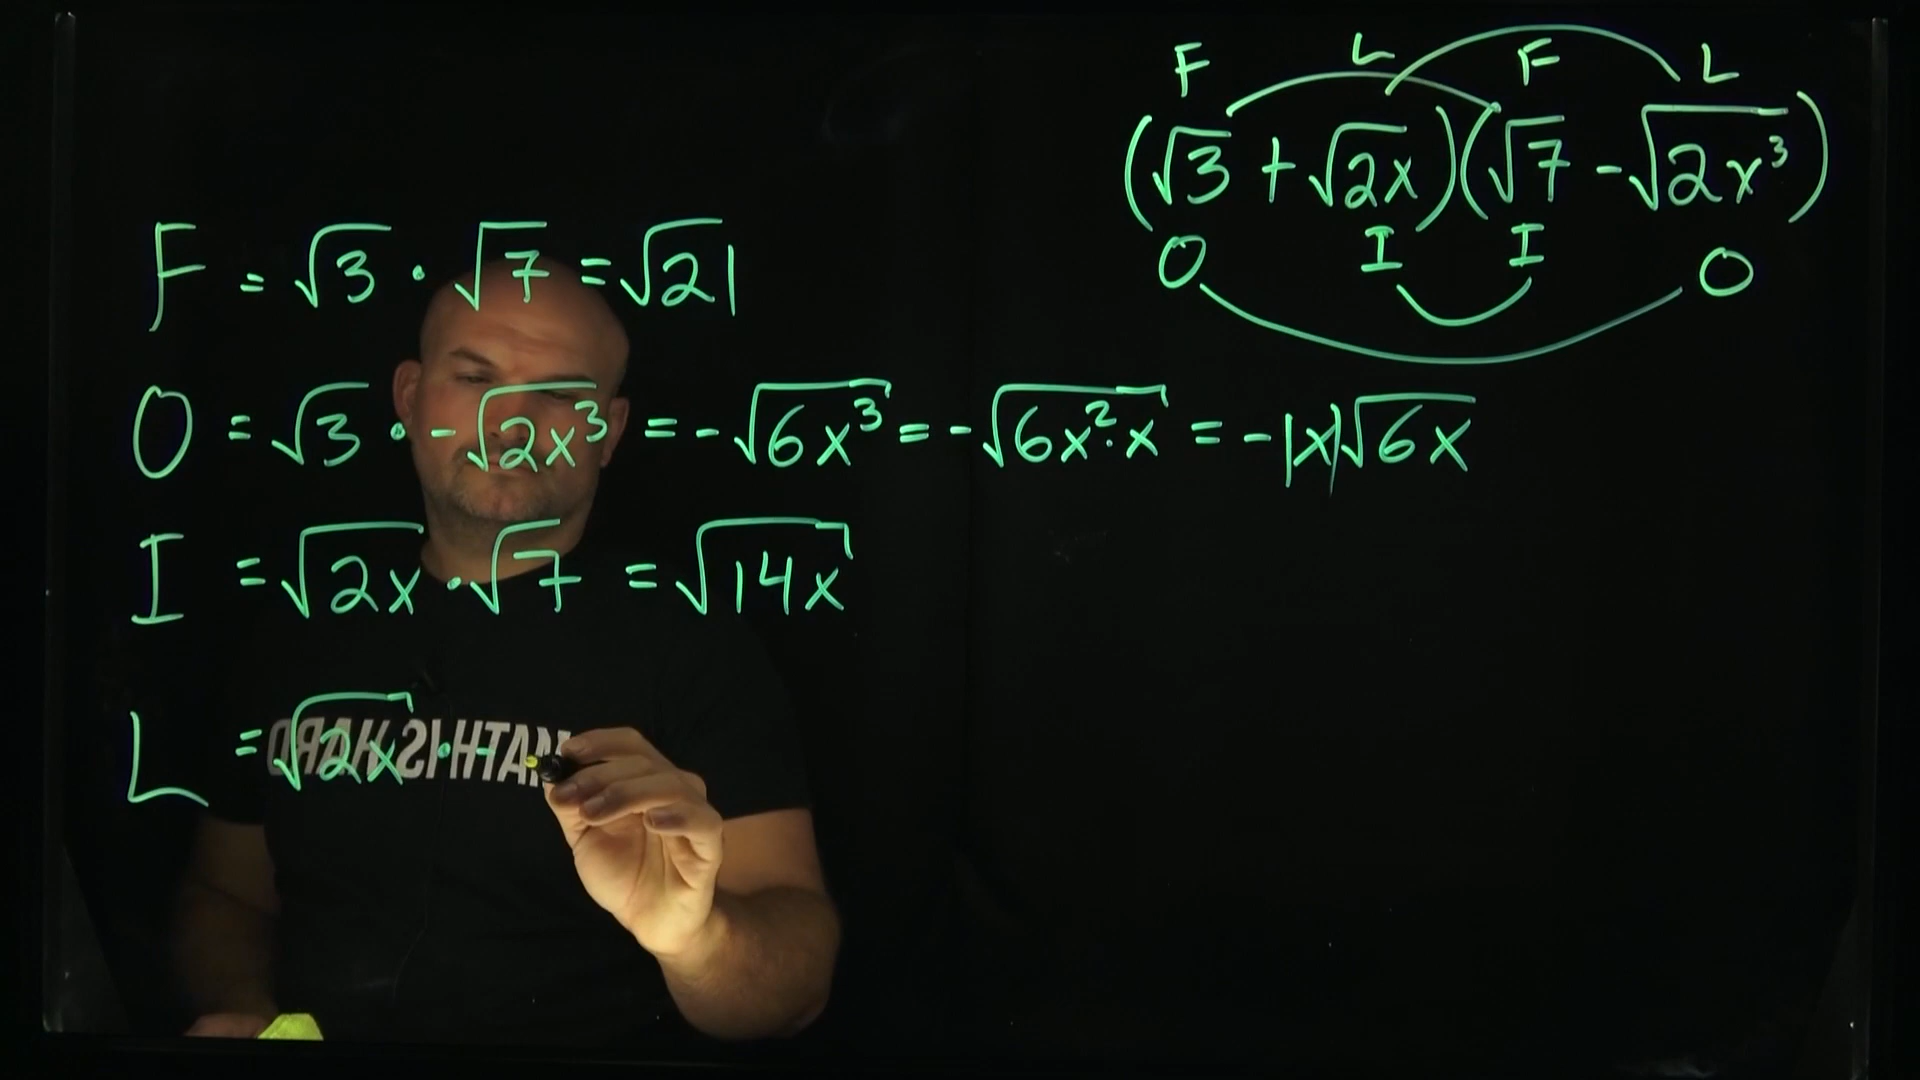 F L F L
(√3 + √2x)(√7 - √2x³)
O I I O
F = √3 · √7 = √21
O = √3 · -√2x³ = -√6x³ = -√6x²·x = -|x|√6x
I = √2x · √7 = √14x
L = √2x · -
MATH IS HARD